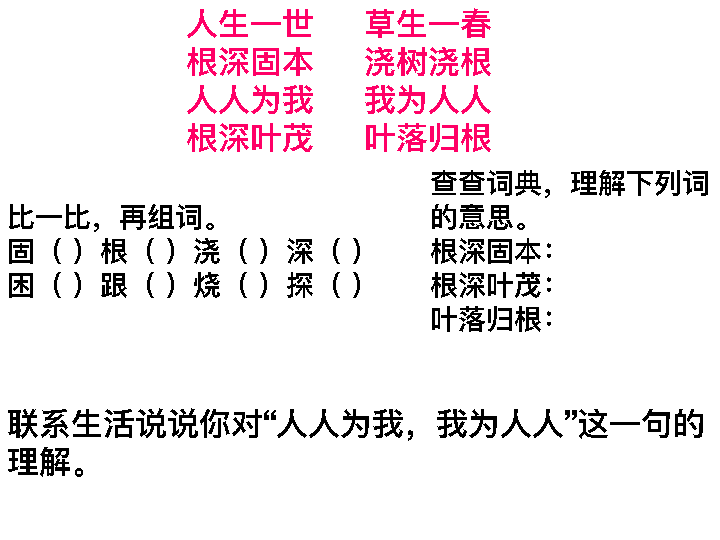 人生一世 草生一春
根深固本 浇树浇根
人人为我 我为人人
根深叶茂 叶落归根
比一比，再组词。
固（ ）根（ ）浇（ ）深（ ）
困（ ）跟（ ）烧（ ）探（ ）
查查词典，理解下列词
的意思。
根深固本：
根深叶茂：
叶落归根：
联系生活说说你对“人人为我，我为人人”这一句的
理解。